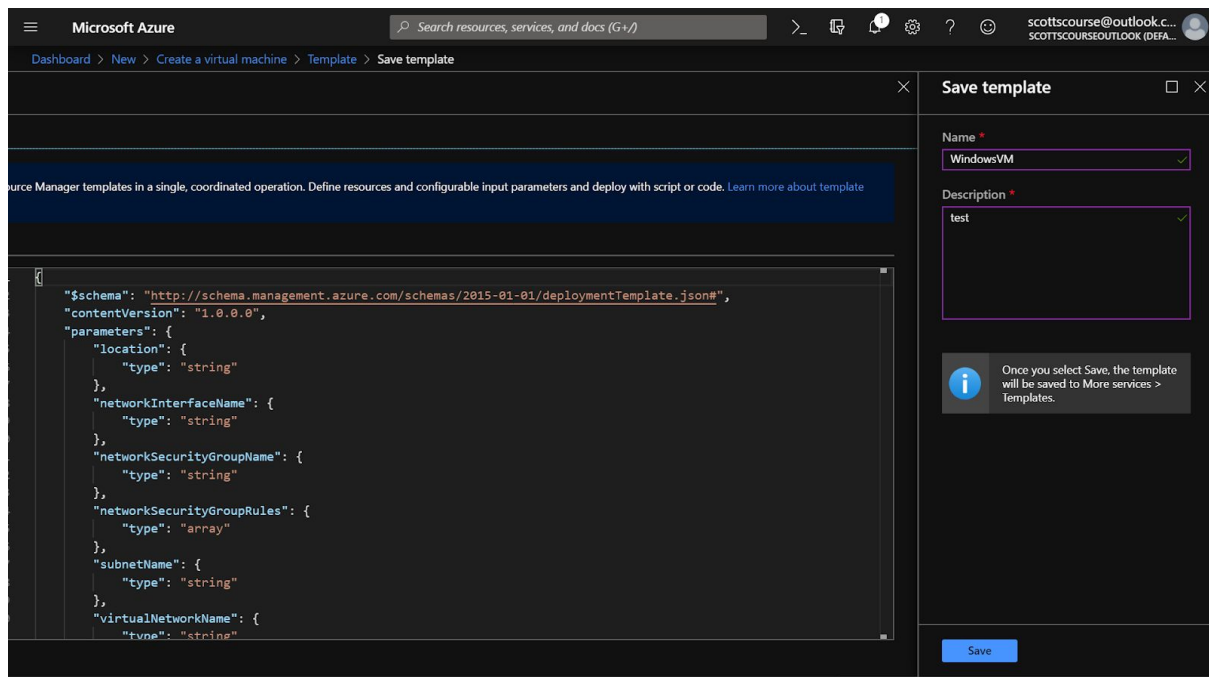 Microsoft Azure
Search resources, services, and docs (G+/)
1
scottscourse@outlook.c...
SCOTTSCOURSEOUTLOOK (DEFA...
Dashboard > New > Create a virtual machine > Template > Save template
Save template
Name *
WindowsVM
Description *
test
Once you select Save, the template
will be saved to More services >
Templates.
Save
ource Manager templates in a single, coordinated operation. Define resources and configurable input parameters and deploy with script or code. Learn more about template
{
"$schema": "http://schema.management.azure.com/schemas/2015-01-01/deploymentTemplate.json#",
"contentVersion": "1.0.0.0",
"parameters": {
"location": {
"type": "string"
},
"networkInterfaceName": {
"type": "string"
},
"networkSecurityGroupName": {
"type": "string"
},
"networkSecurityGroupRules": {
"type": "array"
},
"subnetName": {
"type": "string"
},
"virtualNetworkName": {
"type": "string"